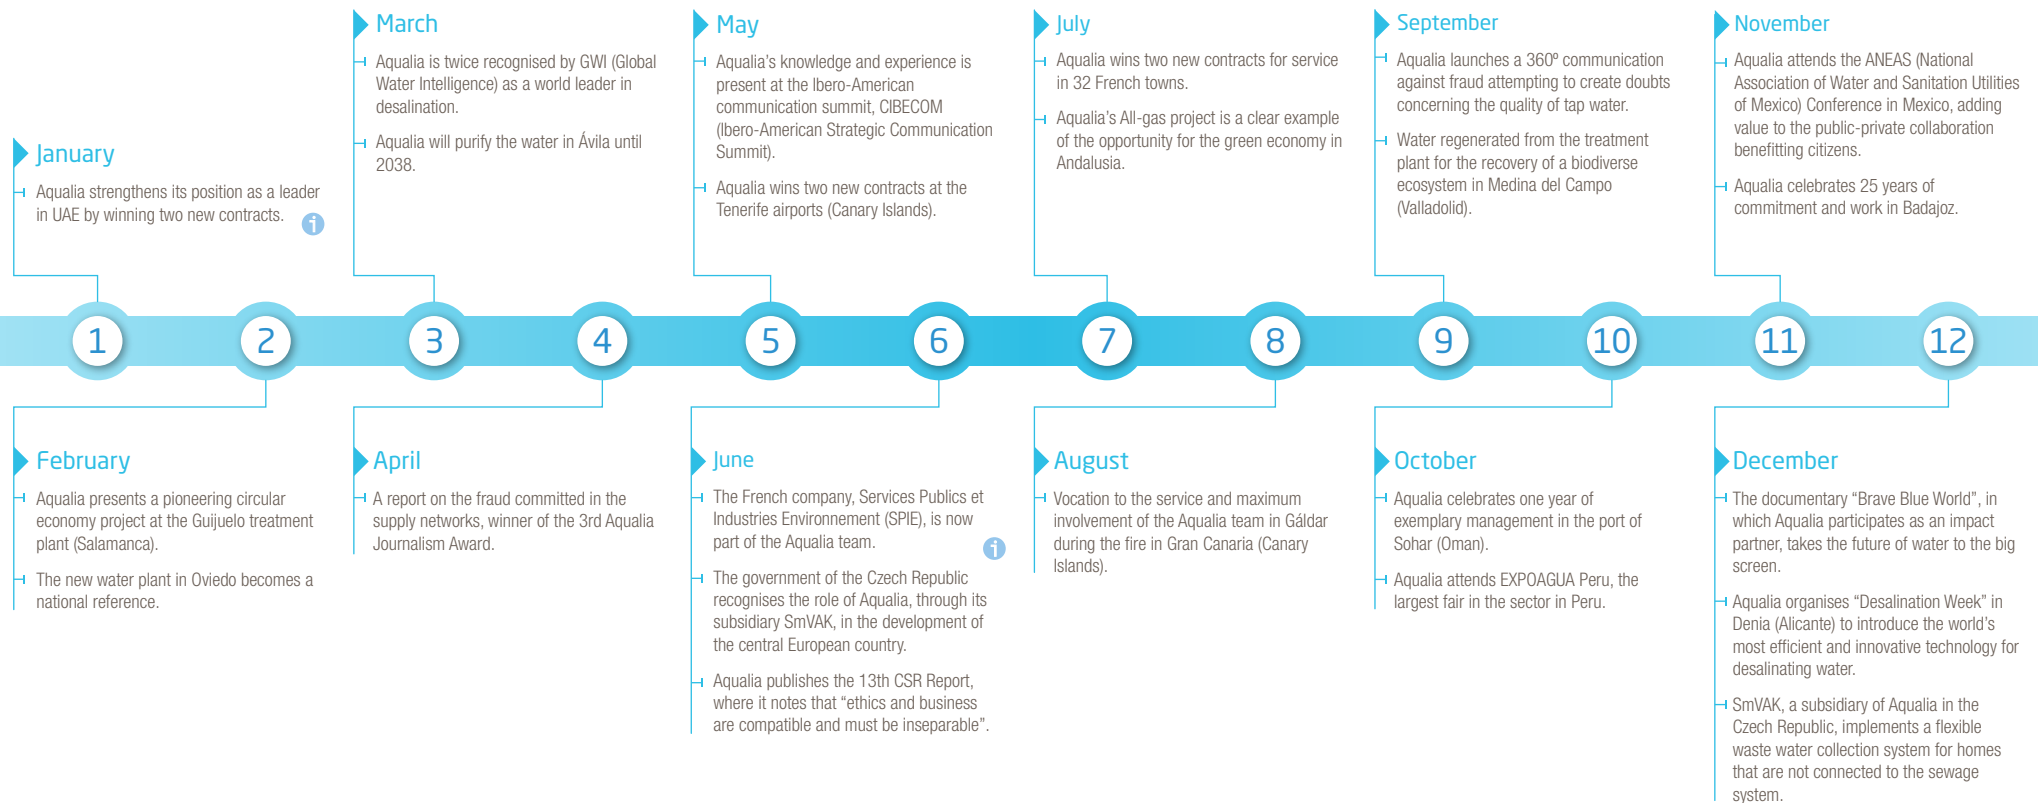 January
Aqualia strengthens its position as a leader
in UAE by winning two new contracts.
i
March
Aqualia is twice recognised by GWI (Global
Water Intelligence) as a world leader in
desalination.
Aqualia will purify the water in Ávila until
2038.
May
Aqualia’s knowledge and experience is
present at the Ibero-American
communication summit, CIBECOM
(Ibero-American Strategic Communication
Summit).
Aqualia wins two new contracts at the
Tenerife airports (Canary Islands).
July
Aqualia wins two new contracts for service
in 32 French towns.
Aqualia’s All-gas project is a clear example
of the opportunity for the green economy in
Andalusia.
September
Aqualia launches a 360º communication
against fraud attempting to create doubts
concerning the quality of tap water.
Water regenerated from the treatment
plant for the recovery of a biodiverse
ecosystem in Medina del Campo
(Valladolid).
November
Aqualia attends the ANEAS (National
Association of Water and Sanitation Utilities
of Mexico) Conference in Mexico, adding
value to the public-private collaboration
benefitting citizens.
Aqualia celebrates 25 years of
commitment and work in Badajoz.
1 2 3 4 5 6 7 8 9 10 11 12
February
Aqualia presents a pioneering circular
economy project at the Guijuelo treatment
plant (Salamanca).
The new water plant in Oviedo becomes a
national reference.
April
A report on the fraud committed in the
supply networks, winner of the 3rd Aqualia
Journalism Award.
June
The French company, Services Publics et
Industries Environnement (SPIE), is now
part of the Aqualia team.
i
The government of the Czech Republic
recognises the role of Aqualia, through its
subsidiary SmVAK, in the development of
the central European country.
Aqualia publishes the 13th CSR Report,
where it notes that “ethics and business
are compatible and must be inseparable”.
August
Vocation to the service and maximum
involvement of the Aqualia team in Gáldar
during the fire in Gran Canaria (Canary
Islands).
October
Aqualia celebrates one year of
exemplary management in the port of
Sohar (Oman).
Aqualia attends EXPOAGUA Peru, the
largest fair in the sector in Peru.
December
The documentary “Brave Blue World”, in
which Aqualia participates as an impact
partner, takes the future of water to the big
screen.
Aqualia organises “Desalination Week” in
Denia (Alicante) to introduce the world’s
most efficient and innovative technology for
desalinating water.
SmVAK, a subsidiary of Aqualia in the
Czech Republic, implements a flexible
waste water collection system for homes
that are not connected to the sewage
system.